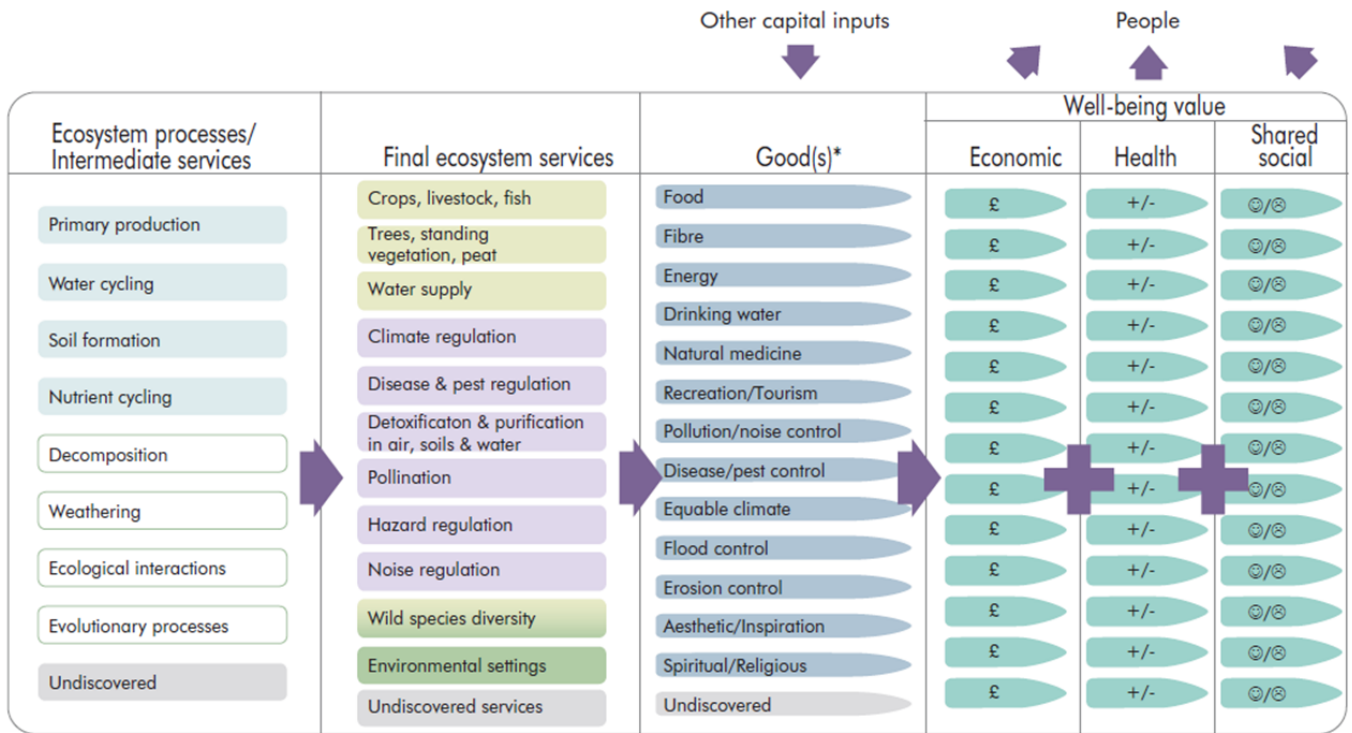 Other capital inputs
People
Well-being value
Ecosystem processes/
Intermediate services
Final ecosystem services
Good(s)*
Economic
Health
Shared
social
Primary production
Water cycling
Soil formation
Nutrient cycling
Decomposition
Weathering
Ecological interactions
Evolutionary processes
Undiscovered
Crops, livestock, fish
Trees, standing
vegetation, peat
Water supply
Climate regulation
Disease & pest regulation
Detoxificaton & purification
in air, soils & water
Pollination
Hazard regulation
Noise regulation
Wild species diversity
Environmental settings
Undiscovered services
Food
Fibre
Energy
Drinking water
Natural medicine
Recreation/Tourism
Pollution/noise control
Disease/pest control
Equable climate
Flood control
Erosion control
Aesthetic/Inspiration
Spiritual/Religious
Undiscovered
£ +/- ☺/☹
£ +/- ☺/☹
£ +/- ☺/☹
£ +/- ☺/☹
£ +/- ☺/☹
£ +/- ☺/☹
£ +/- ☺/☹
£ +/- ☺/☹
£ +/- ☺/☹
£ +/- ☺/☹
£ +/- ☺/☹
£ +/- ☺/☹
£ +/- ☺/☹